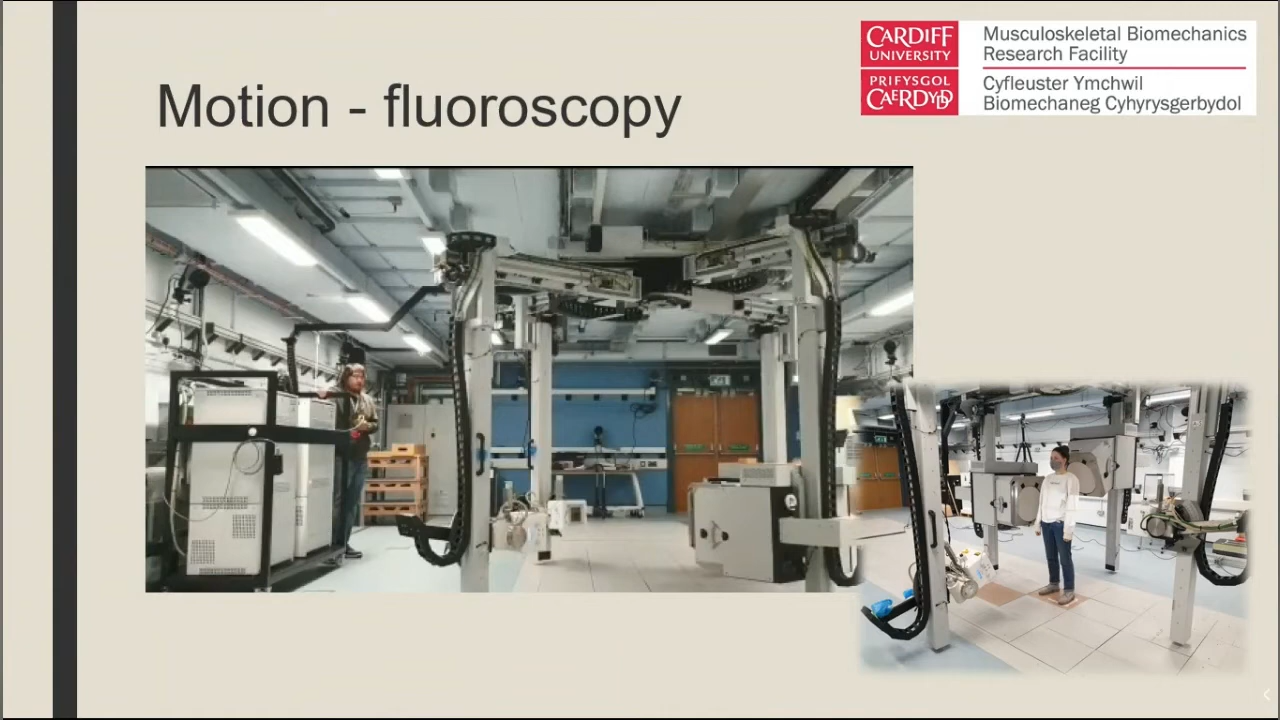 Motion - fluoroscopy
CARDIFF
UNIVERSITY
PRIFYSGOL
CAERDYDD
Musculoskeletal Biomechanics
Research Facility
Cyfleuster Ymchwil
Biomechaneg Cyhyrysgerbydol